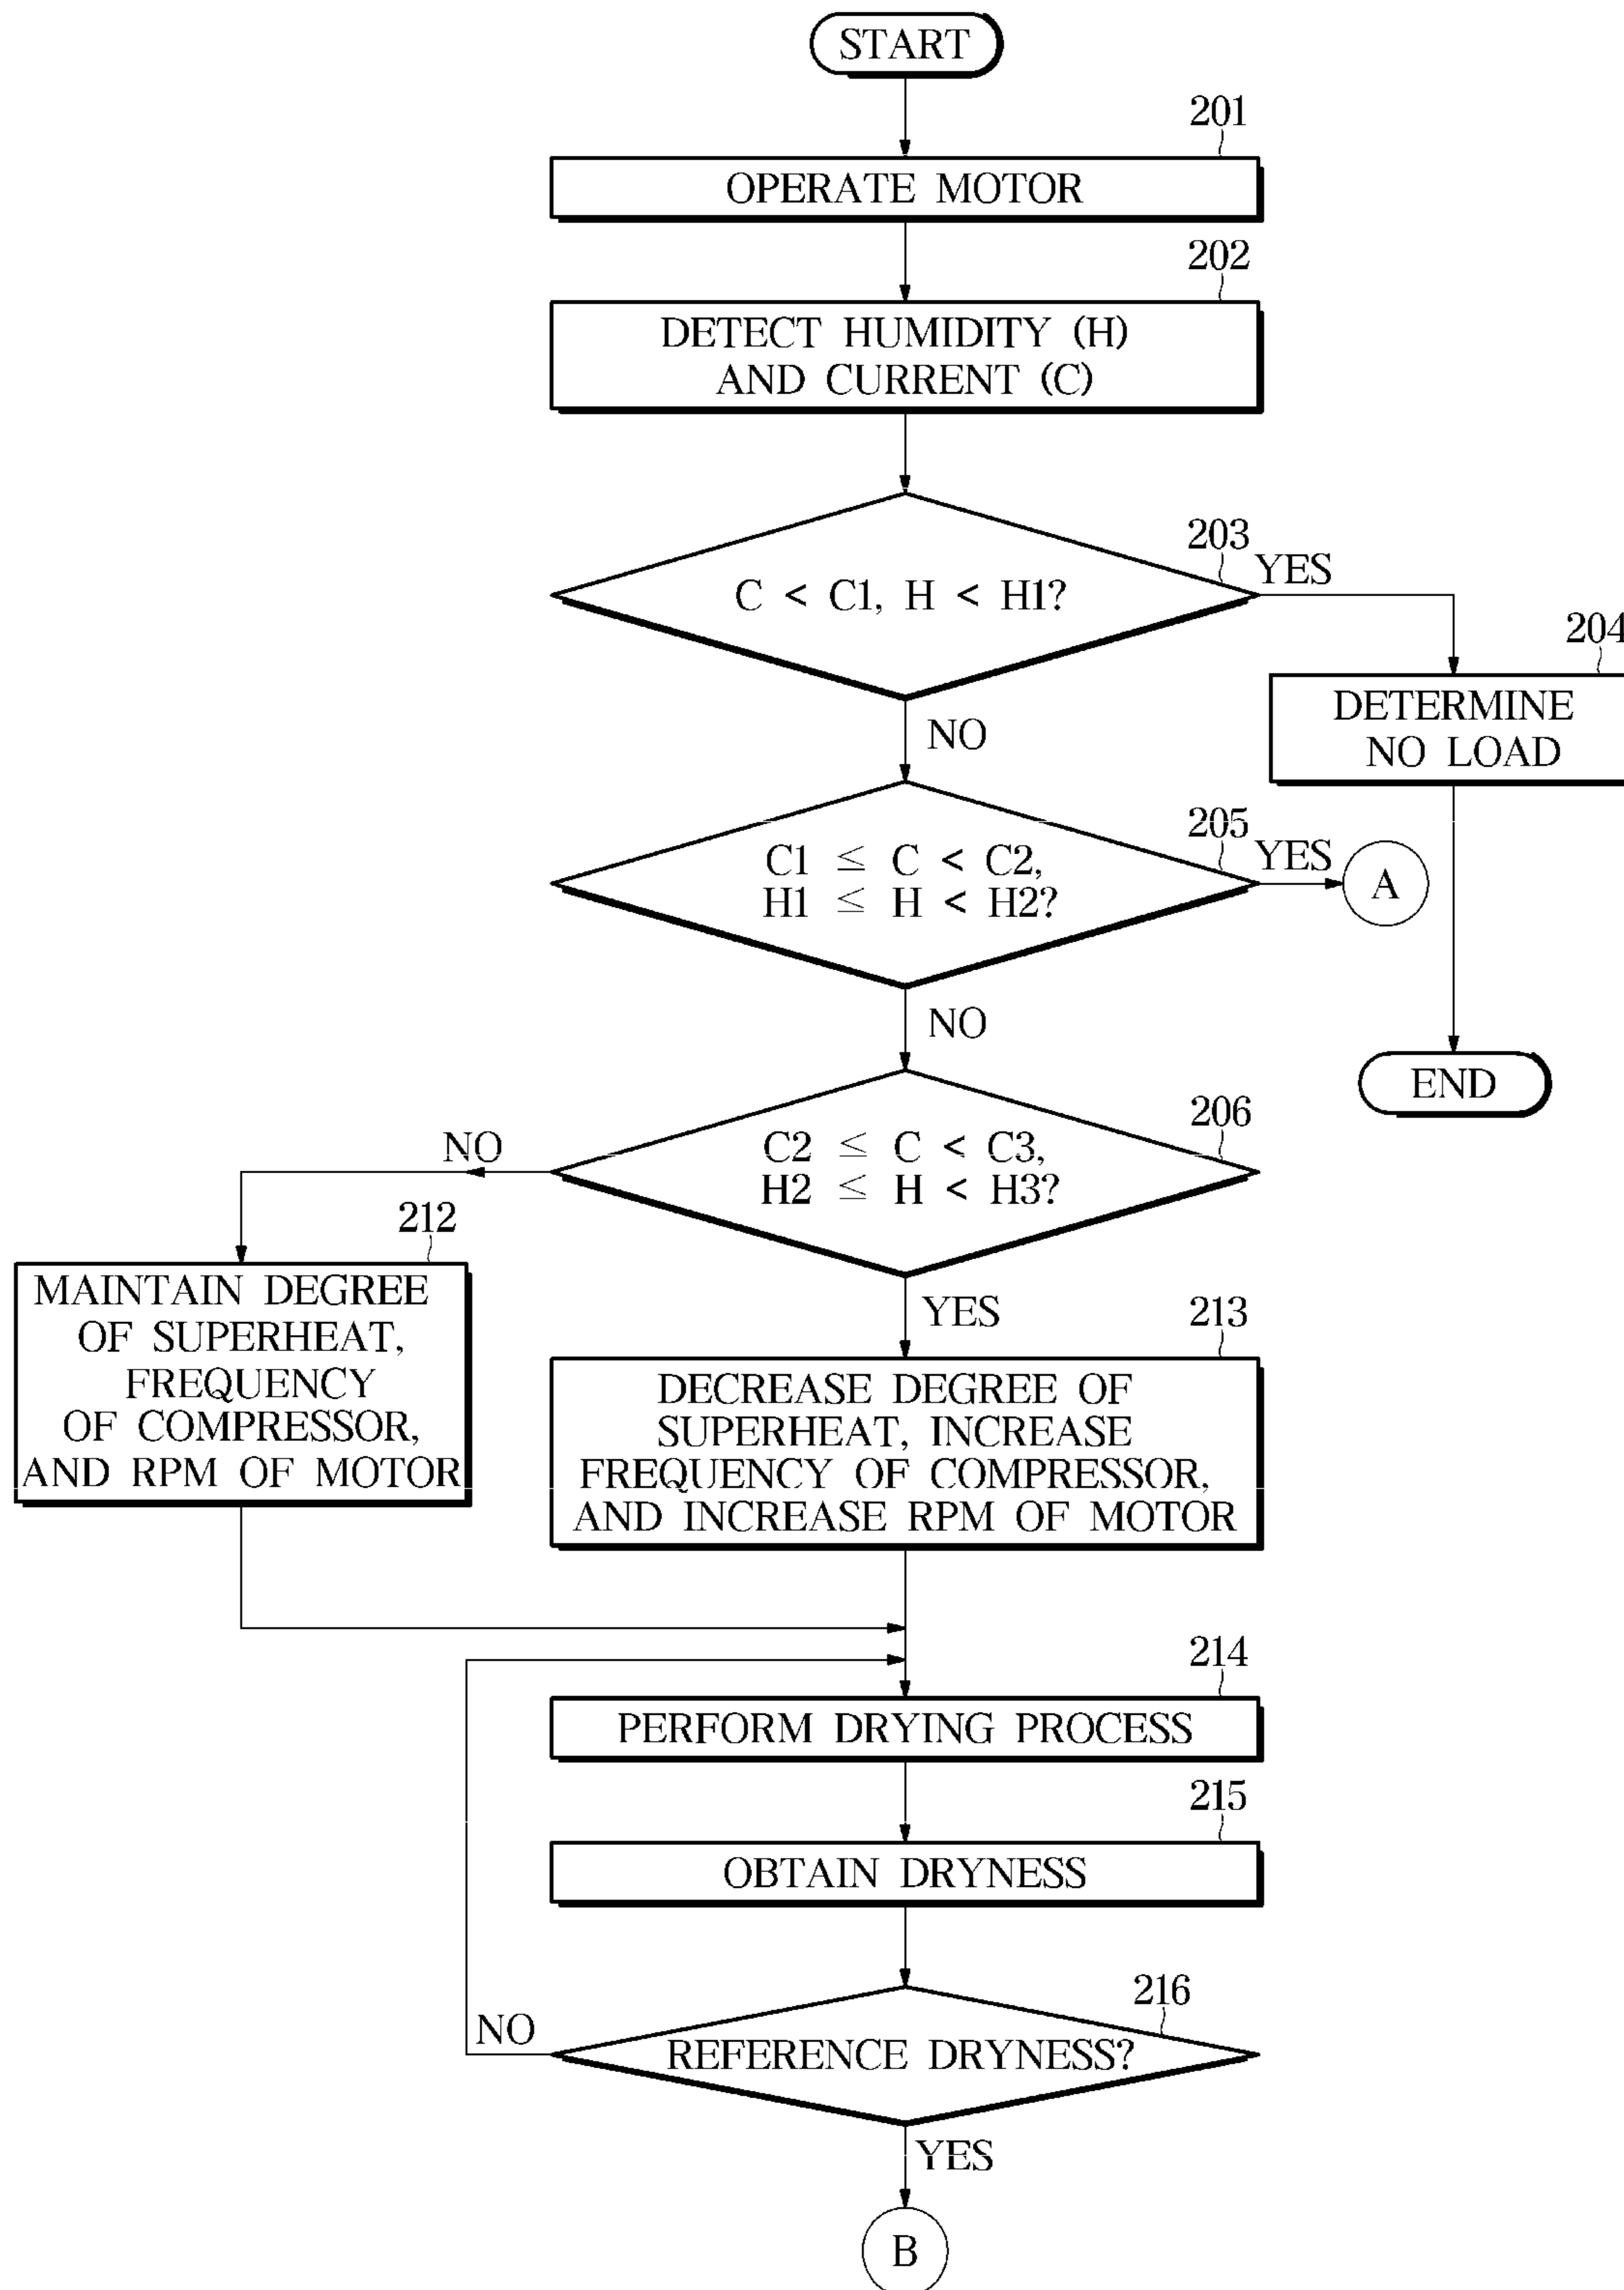 START
201
OPERATE MOTOR
202
DETECT HUMIDITY (H)
AND CURRENT (C)
203
C < C1, H < H1?
YES
204
DETERMINE
NO LOAD
NO
205
C1 ≤ C < C2,
H1 ≤ H < H2?
YES
A
NO
END
206
C2 ≤ C < C3,
H2 ≤ H < H3?
NO
212
MAINTAIN DEGREE
OF SUPERHEAT,
FREQUENCY
OF COMPRESSOR,
AND RPM OF MOTOR
YES
213
DECREASE DEGREE OF
SUPERHEAT, INCREASE
FREQUENCY OF COMPRESSOR,
AND INCREASE RPM OF MOTOR
214
PERFORM DRYING PROCESS
215
OBTAIN DRYNESS
216
REFERENCE DRYNESS?
NO
YES
B